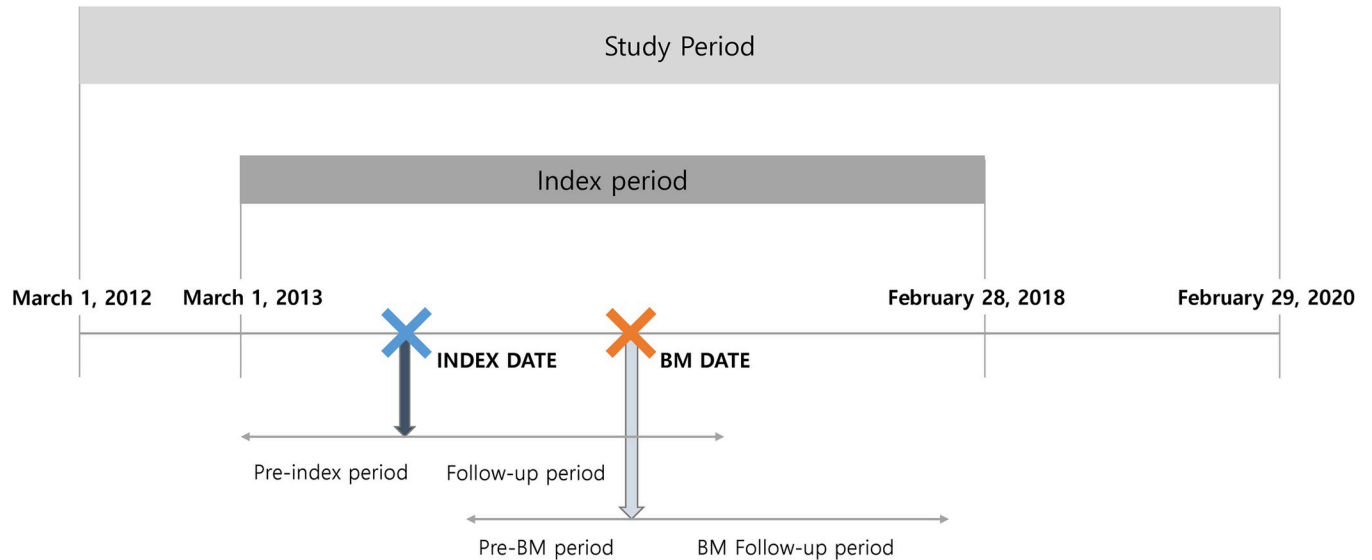 Study Period
Index period
March 1, 2012
March 1, 2013
February 28, 2018
February 29, 2020
INDEX DATE
BM DATE
Pre-index period
Follow-up period
Pre-BM period
BM Follow-up period